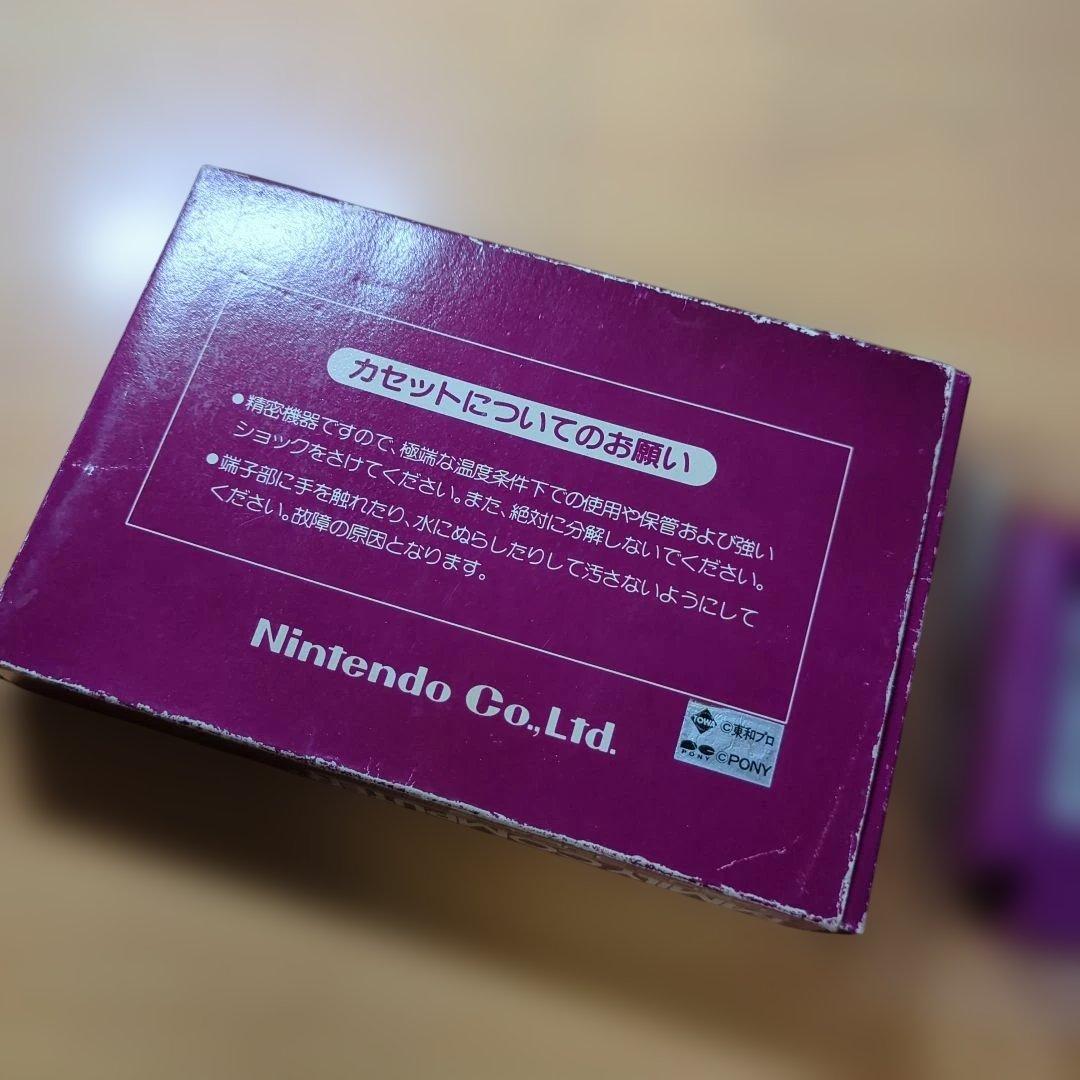 カセットについてのお願い
●精密機器ですので、極端な温度条件下での使用や保管および強い
ショックをさけてください。また、絶対に分解しないでください。
●端子部に手を触れたり、水にぬらしたりして汚さないようにして
ください。故障の原因となります。
Nintendo Co.,Ltd.
TOWA ©東和プロ
PONY ©PONY